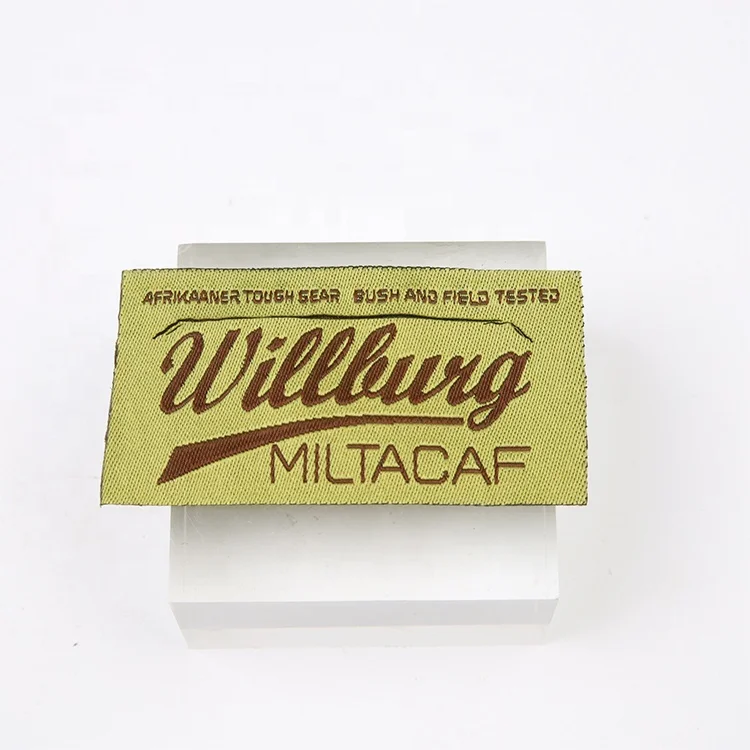 AFRIKAANER TOUGH GEAR BUSH AND FIELD TESTED
Willburg
MILTACAF